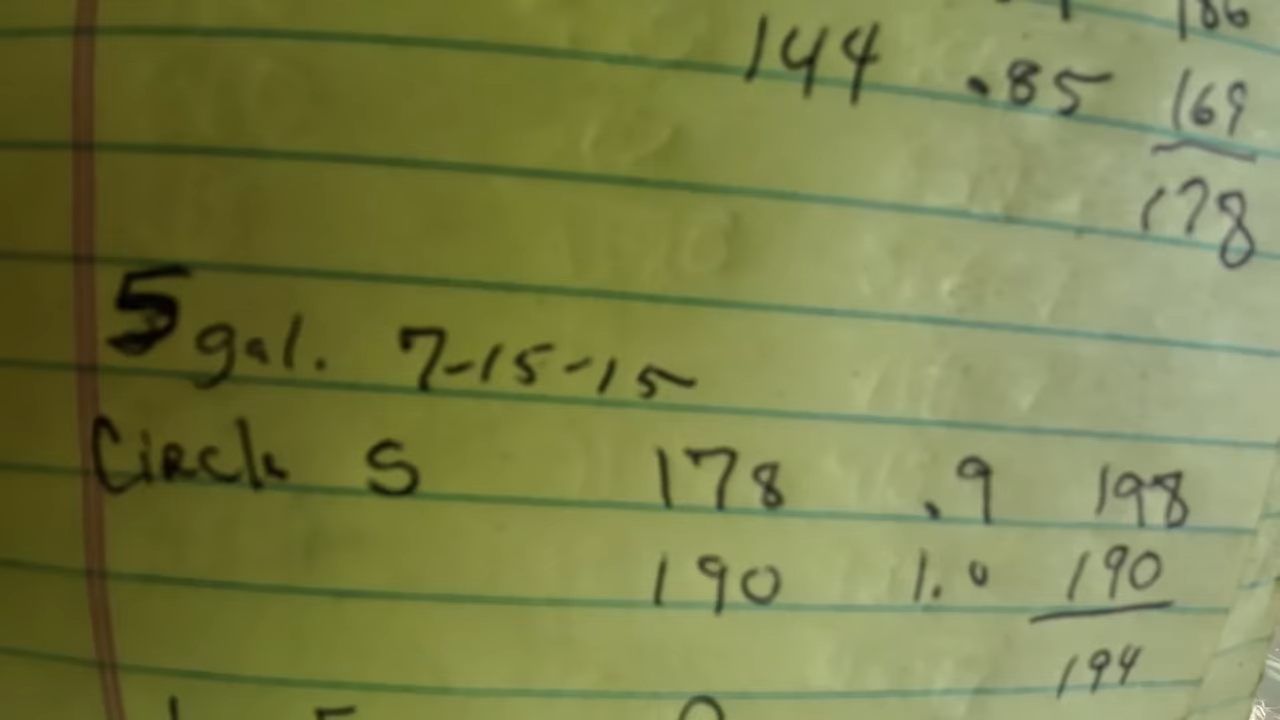 186
144 .85 169
178
5 gal. 7-15-15
Circle S 178 .9 198
190 1.0 190
194